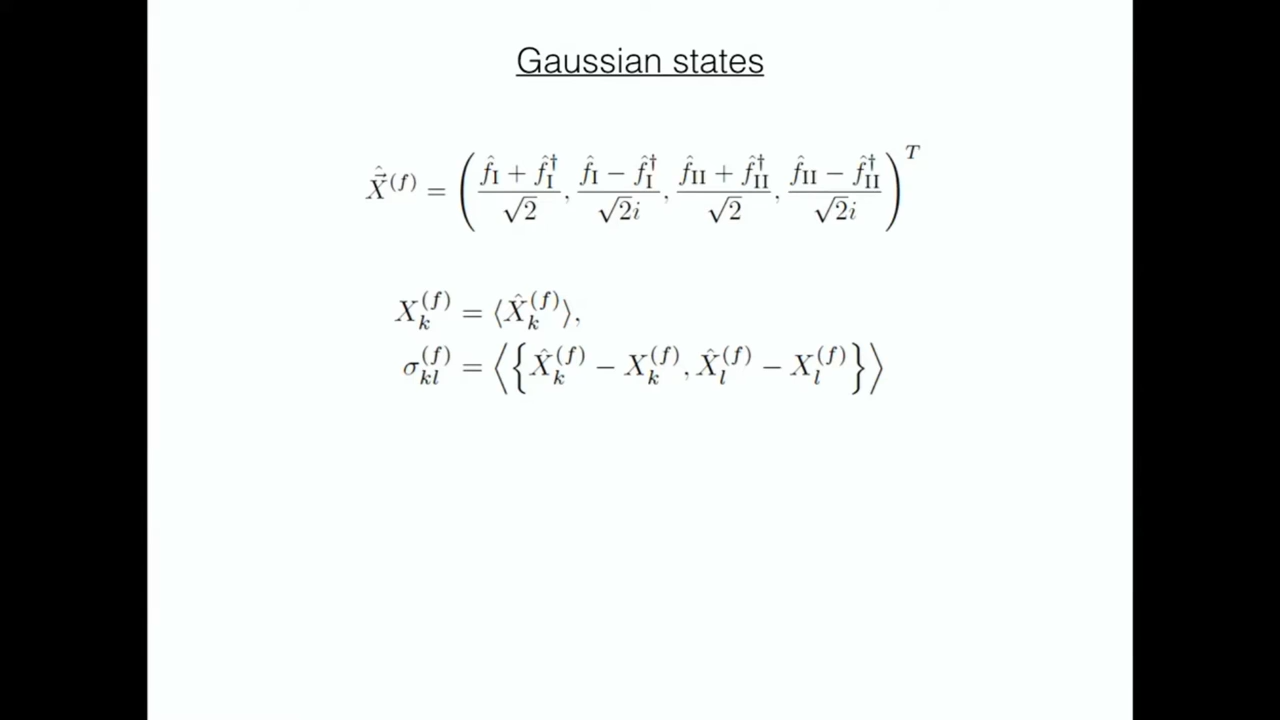 Gaussian states
$\hat{\vec{X}}^{(f)} = \left( \frac{\hat{f}_{\mathrm{I}} + \hat{f}_{\mathrm{I}}^{\dagger}}{\sqrt{2}}, \frac{\hat{f}_{\mathrm{I}} - \hat{f}_{\mathrm{I}}^{\dagger}}{\sqrt{2}i}, \frac{\hat{f}_{\mathrm{II}} + \hat{f}_{\mathrm{II}}^{\dagger}}{\sqrt{2}}, \frac{\hat{f}_{\mathrm{II}} - \hat{f}_{\mathrm{II}}^{\dagger}}{\sqrt{2}i} \right)^T$
$X_k^{(f)} = \langle \hat{X}_k^{(f)} \rangle,$
$\sigma_{kl}^{(f)} = \left\langle \left\{ \hat{X}_k^{(f)} - X_k^{(f)}, \hat{X}_l^{(f)} - X_l^{(f)} \right\} \right\rangle$